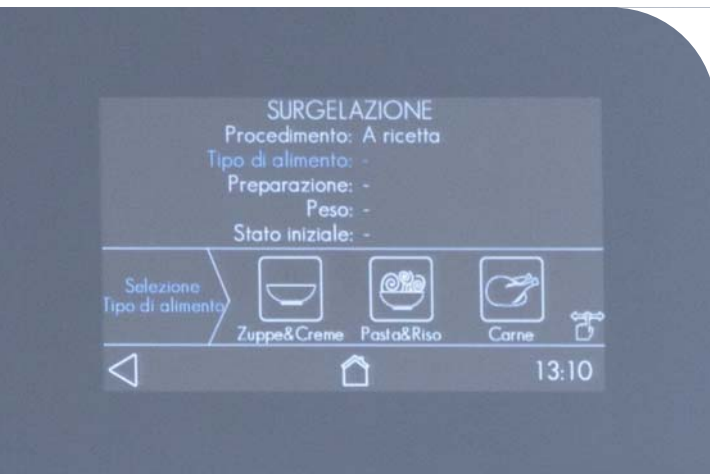 SURGELAZIONE
Procedimento: A ricetta
Tipo di alimento: -
Preparazione: -
Peso: -
Stato iniziale: -
Selezione
Tipo di alimento
Zuppe&Creme Pasta&Riso Carne
13:10